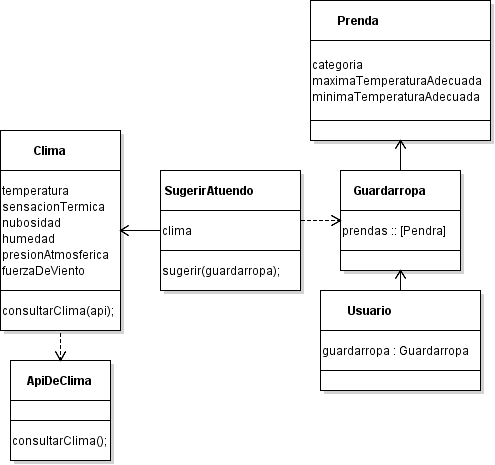 Prenda
categoria
maximaTemperaturaAdecuada
minimaTemperaturaAdecuada
Clima
temperatura
sensacionTermica
nubosidad
humedad
presionAtmosferica
fuerzaDeViento
consultarClima(api);
SugerirAtuendo
clima
sugerir(guardarropa);
Guardarropa
prendas :: [Pendra]
Usuario
guardarropa : Guardarropa
ApiDeClima
consultarClima();